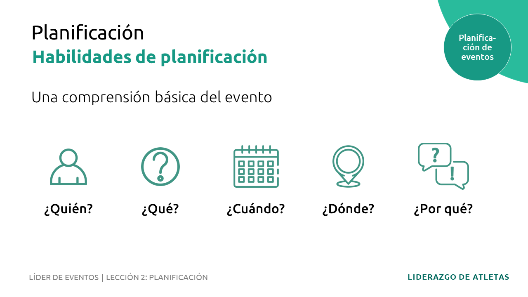 Planificación
Habilidades de planificación
Planifica-
ción de
eventos
Una comprensión básica del evento
¿Quién?
¿Qué?
¿Cuándo?
¿Dónde?
¿Por qué?
LÍDER DE EVENTOS | LECCIÓN 2: PLANIFICACIÓN
LIDERAZGO DE ATLETAS